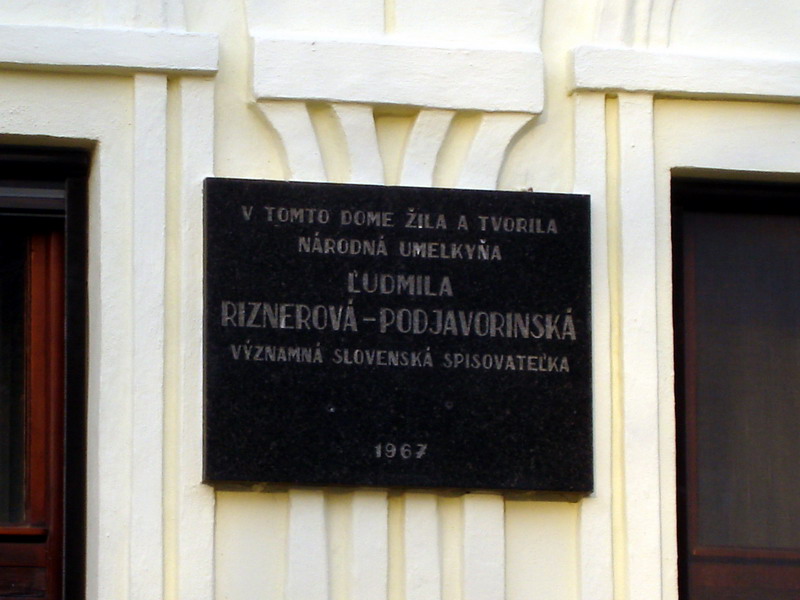 V TOMTO DOME ŽILA A TVORILA
NÁRODNÁ UMELKYŇA
ĽUDMILA
RIZNEROVÁ-PODJAVORINSKÁ
VÝZNAMNÁ SLOVENSKÁ SPISOVATEĽKA
1967